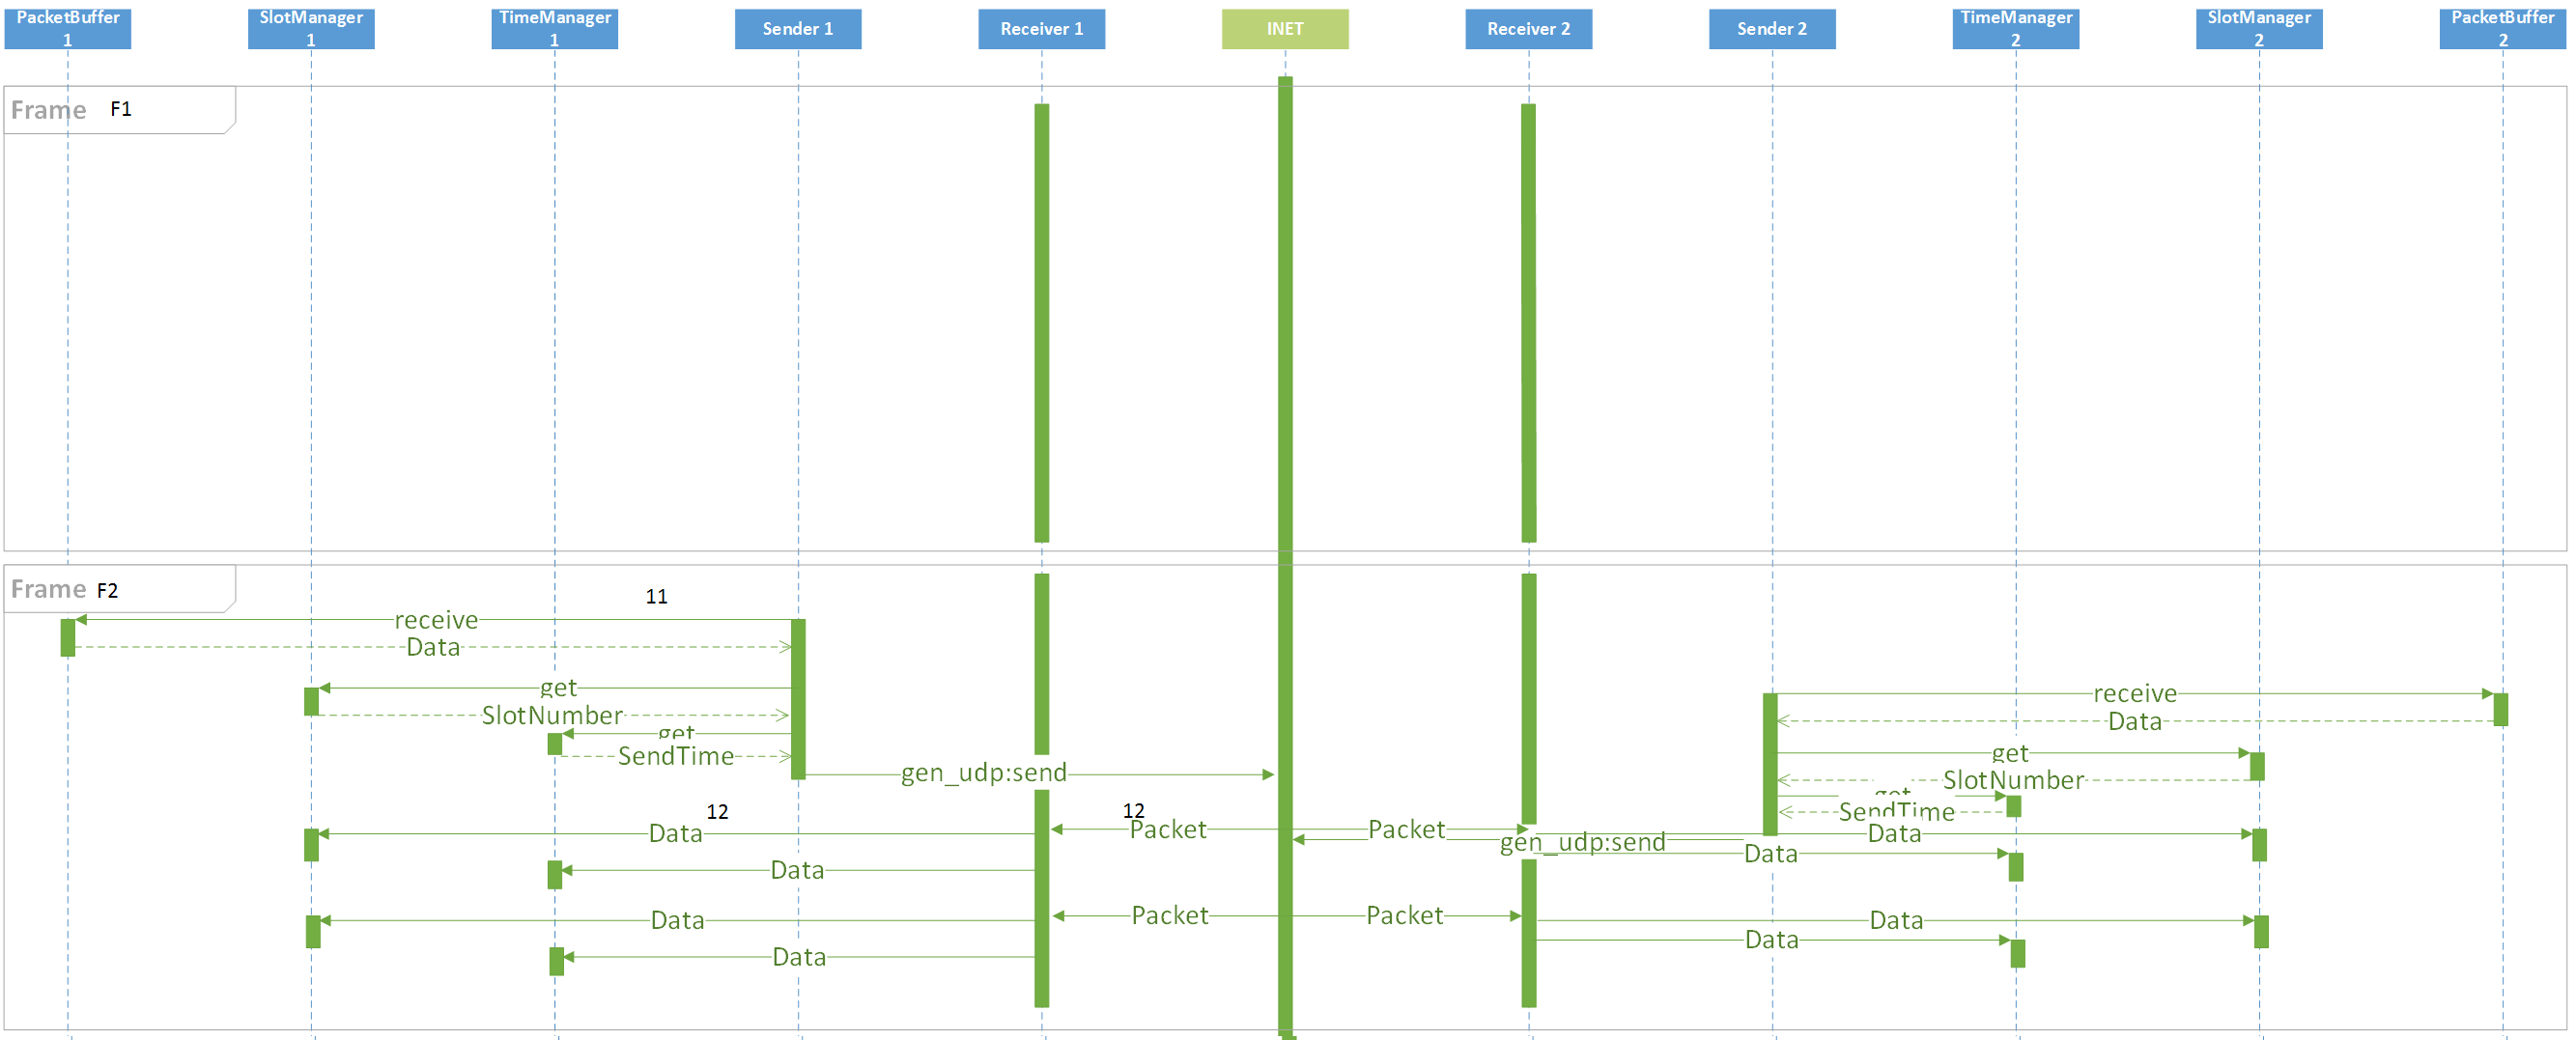 PacketBuffer
1
SlotManager
1
TimeManager
1
Sender 1
Receiver 1
INET
Receiver 2
Sender 2
TimeManager
2
SlotManager
2
PacketBuffer
2
Frame F1
Frame F2
11
receive
Data
get
SlotNumber
get
SendTime
gen_udp:send
receive
Data
get
SlotNumber
get
SendTime
12
12
Data
Packet
Packet
Data
gen_udp:send
Data
Data
Data
Packet
Packet
Data
Data
Data